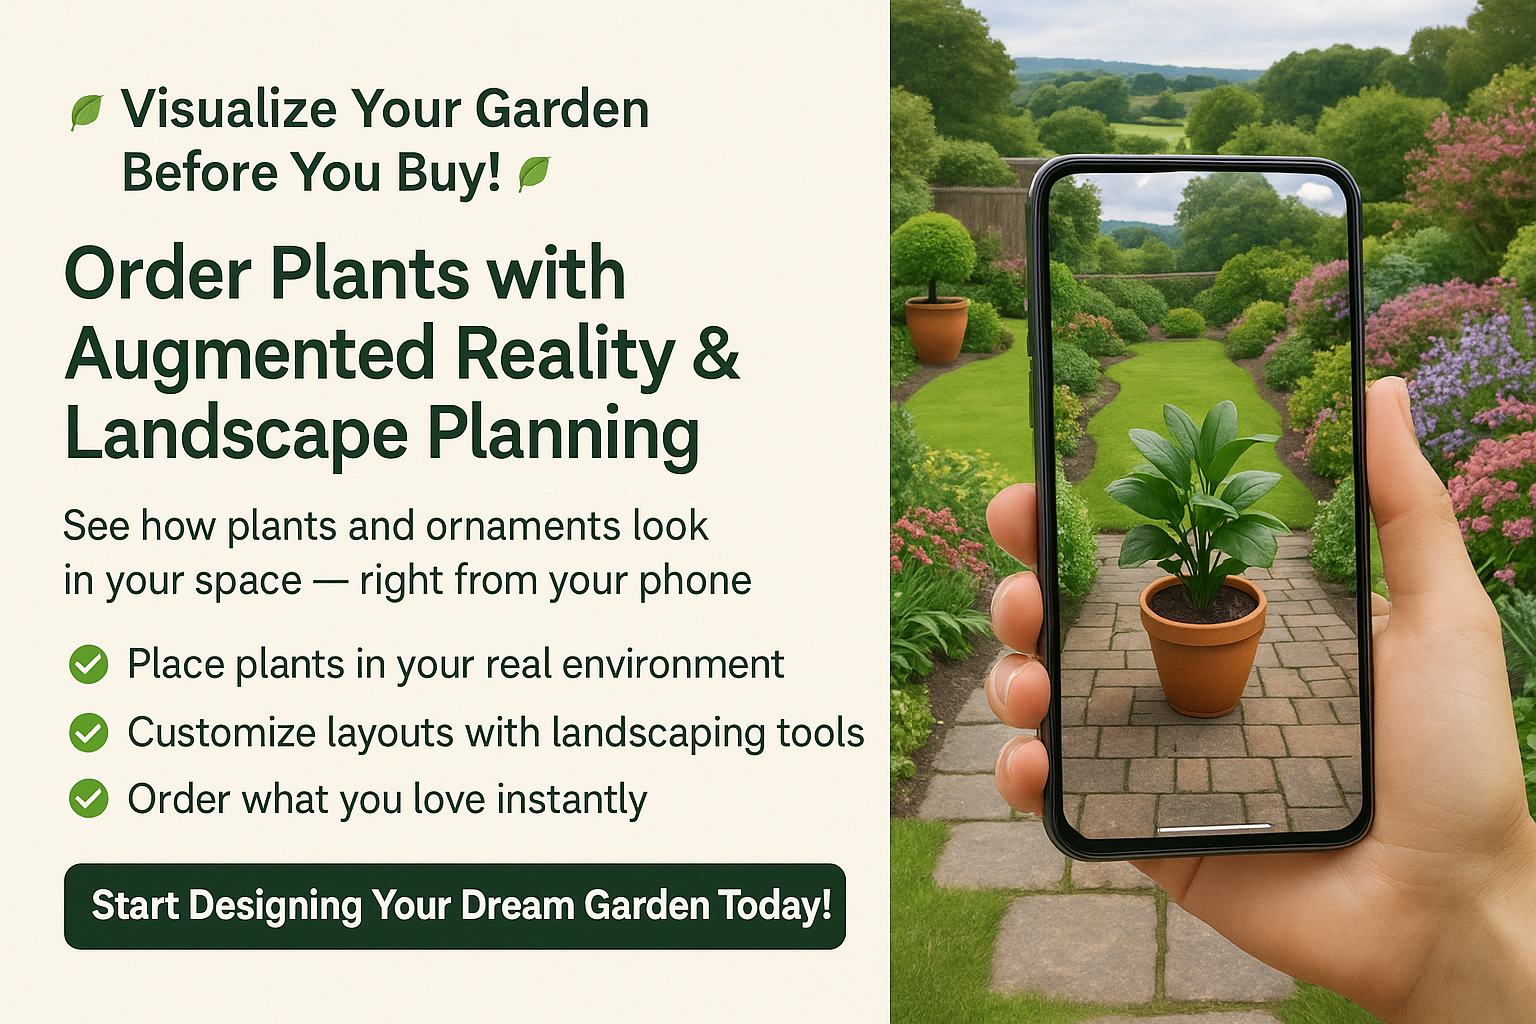 Visualize Your Garden
Before You Buy!
Order Plants with
Augmented Reality &
Landscape Planning
See how plants and ornaments look
in your space — right from your phone
Place plants in your real environment
Customize layouts with landscaping tools
Order what you love instantly
Start Designing Your Dream Garden Today!